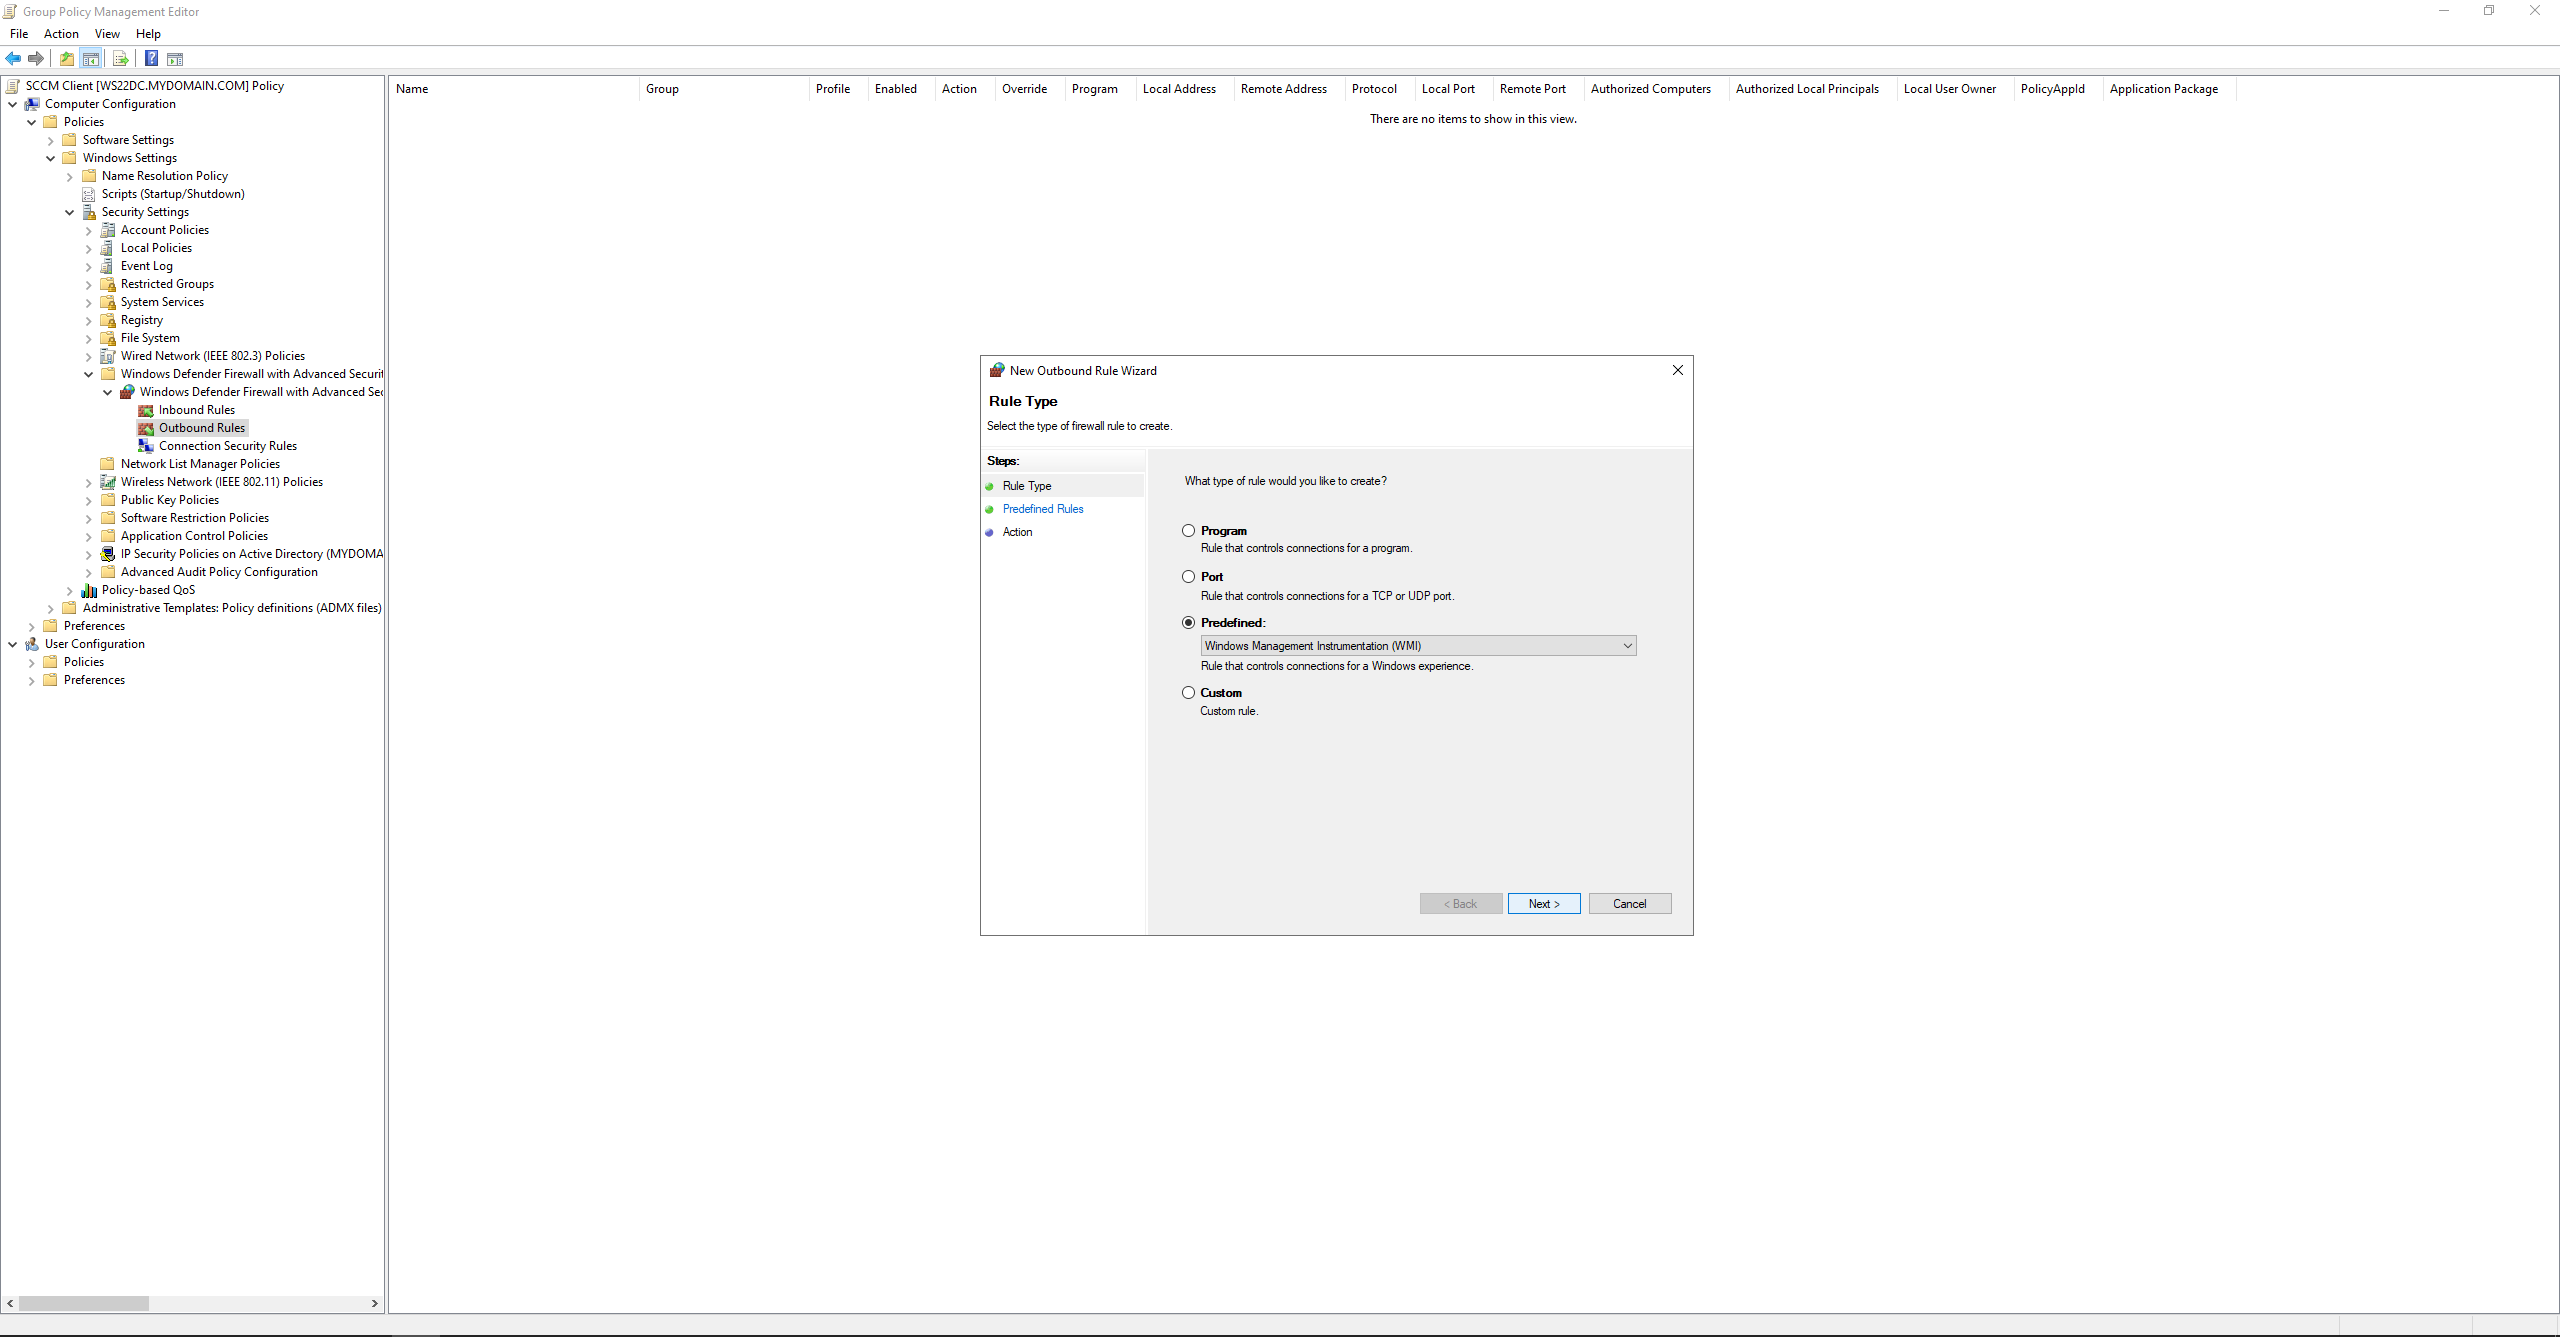 Group Policy Management Editor
File Action View Help
SCCM Client [WS22DC.MYDOMAIN.COM] Policy
Computer Configuration
Policies
Software Settings
Windows Settings
Name Resolution Policy
Scripts (Startup/Shutdown)
Security Settings
Account Policies
Local Policies
Event Log
Restricted Groups
System Services
Registry
File System
Wired Network (IEEE 802.3) Policies
Windows Defender Firewall with Advanced Securit
Windows Defender Firewall with Advanced Sec
Inbound Rules
Outbound Rules
Connection Security Rules
Network List Manager Policies
Wireless Network (IEEE 802.11) Policies
Public Key Policies
Software Restriction Policies
Application Control Policies
IP Security Policies on Active Directory (MYDOMA
Advanced Audit Policy Configuration
Policy-based QoS
Administrative Templates: Policy definitions (ADMX files)
Preferences
User Configuration
Policies
Preferences
Name Group Profile Enabled Action Override Program Local Address Remote Address Protocol Local Port Remote Port Authorized Computers Authorized Local Principals Local User Owner PolicyAppId Application Package
There are no items to show in this view.
New Outbound Rule Wizard
Rule Type
Select the type of firewall rule to create.
Steps:
Rule Type
Predefined Rules
Action
What type of rule would you like to create?
Program
Rule that controls connections for a program.
Port
Rule that controls connections for a TCP or UDP port.
Predefined:
Windows Management Instrumentation (WMI)
Rule that controls connections for a Windows experience.
Custom
Custom rule.
< Back Next > Cancel